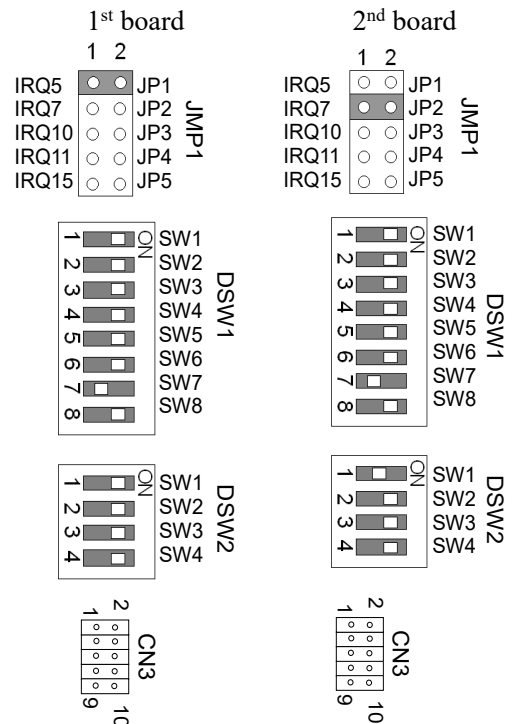 1st board
1 2
IRQ5 JP1
IRQ7 JP2
IRQ10 JP3
IRQ11 JP4
IRQ15 JP5
JMP1
1 ON SW1
2 SW2
3 SW3
4 SW4
5 SW5
6 SW6
7 SW7
8 SW8
DSW1
1 ON SW1
2 SW2
3 SW3
4 SW4
DSW2
1 2
CN3
9 10
2nd board
1 2
IRQ5 JP1
IRQ7 JP2
IRQ10 JP3
IRQ11 JP4
IRQ15 JP5
JMP1
1 ON SW1
2 SW2
3 SW3
4 SW4
5 SW5
6 SW6
7 SW7
8 SW8
DSW1
1 ON SW1
2 SW2
3 SW3
4 SW4
DSW2
1 2
CN3
9 10